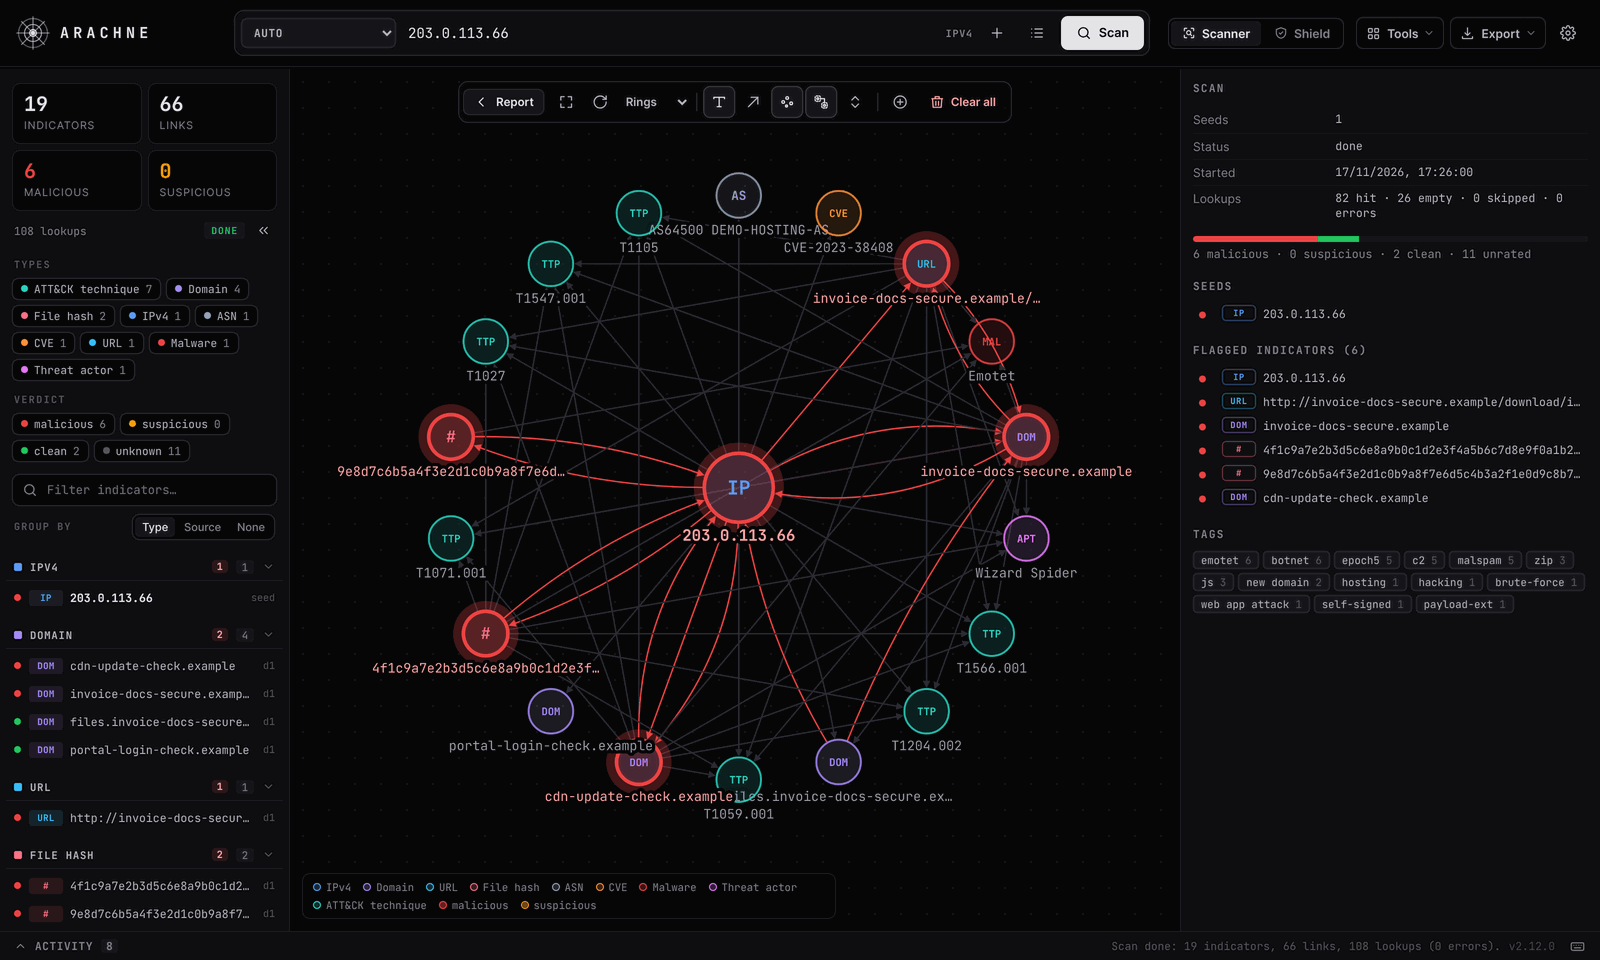 ARACHNE
AUTO
203.0.113.66
IPV4
Scan
Scanner
Shield
Tools
Export
19
INDICATORS
66
LINKS
6
MALICIOUS
0
SUSPICIOUS
108 lookups
DONE
TYPES
ATT&CK technique 7
Domain 4
File hash 2
IPv4 1
ASN 1
CVE 1
URL 1
Malware 1
Threat actor 1
VERDICT
malicious 6
suspicious 0
clean 2
unknown 11
Filter indicators…
GROUP BY
Type
Source
None
IPV4
1
1
IP
203.0.113.66
seed
DOMAIN
2
4
DOM
cdn-update-check.example
d1
DOM
invoice-docs-secure.examp…
d1
DOM
files.invoice-docs-secure…
d1
DOM
portal-login-check.example
d1
URL
1
1
URL
http://invoice-docs-secur…
d1
FILE HASH
2
2
#
4f1c9a7e2b3d5c6e8a9b0c1d2…
d1
#
9e8d7c6b5a4f3e2d1c0b9a8f7…
d1
Report
Rings
Clear all
AS
AS64500 DEMO-HOSTING-AS
TTP
T1105
CVE
CVE-2023-38408
TTP
T1547.001
URL
invoice-docs-secure.example/…
TTP
T1027
MAL
Emotet
#
9e8d7c6b5a4f3e2d1c0b9a8f7e6d…
DOM
invoice-docs-secure.example
IP
203.0.113.66
TTP
T1071.001
APT
Wizard Spider
#
4f1c9a7e2b3d5c6e8a9b0c1d2e3f…
TTP
T1566.001
DOM
portal-login-check.example
TTP
T1204.002
DOM
cdn-update-check.example
TTP
T1059.001
DOM
files.invoice-docs-secure.ex…
IPv4
Domain
URL
File hash
ASN
CVE
Malware
Threat actor
ATT&CK technique
malicious
suspicious
SCAN
Seeds
1
Status
done
Started
17/11/2026, 17:26:00
Lookups
82 hit · 26 empty · 0 skipped · 0
errors
6 malicious · 0 suspicious · 2 clean · 11 unrated
SEEDS
IP
203.0.113.66
FLAGGED INDICATORS (6)
IP
203.0.113.66
URL
http://invoice-docs-secure.example/download/i…
DOM
invoice-docs-secure.example
#
4f1c9a7e2b3d5c6e8a9b0c1d2e3f4a5b6c7d8e9f0a1b2…
#
9e8d7c6b5a4f3e2d1c0b9a8f7e6d5c4b3a2f1e0d9c8b7…
DOM
cdn-update-check.example
TAGS
emotet 6
botnet 6
epoch5 5
c2 5
malspam 5
zip 3
js 3
new domain 2
hosting 1
hacking 1
brute-force 1
web app attack 1
self-signed 1
payload-ext 1
ACTIVITY
8
Scan done: 19 indicators, 66 links, 108 lookups (0 errors).
v2.12.0